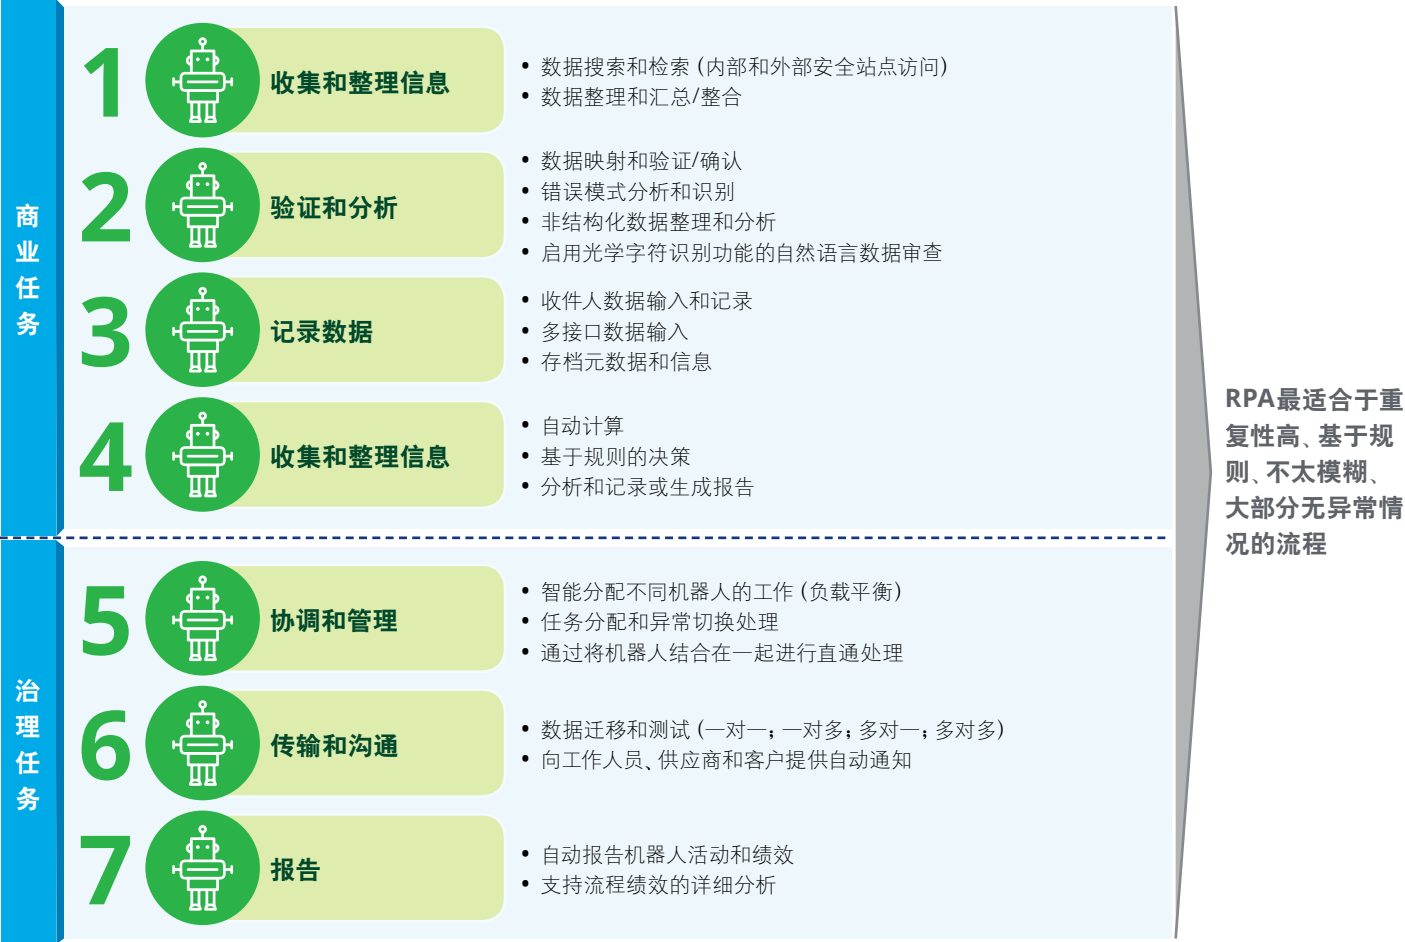 商业任务
1
收集和整理信息
• 数据搜索和检索 (内部和外部安全站点访问)
• 数据整理和汇总/整合
2
验证和分析
• 数据映射和验证/确认
• 错误模式分析和识别
• 非结构化数据整理和分析
• 启用光学字符识别功能的自然语言数据审查
3
记录数据
• 收件人数据输入和记录
• 多接口数据输入
• 存档元数据和信息
4
收集和整理信息
• 自动计算
• 基于规则的决策
• 分析和记录或生成报告
治理任务
5
协调和管理
• 智能分配不同机器人的工作 (负载平衡)
• 任务分配和异常切换处理
• 通过将机器人结合在一起进行直通处理
6
传输和沟通
• 数据迁移和测试 (一对一; 一对多; 多对一; 多对多)
• 向工作人员、供应商和客户提供自动通知
7
报告
• 自动报告机器人活动和绩效
• 支持流程绩效的详细分析
RPA最适合于重
复性高、基于规
则、不太模糊、
大部分无异常情
况的流程